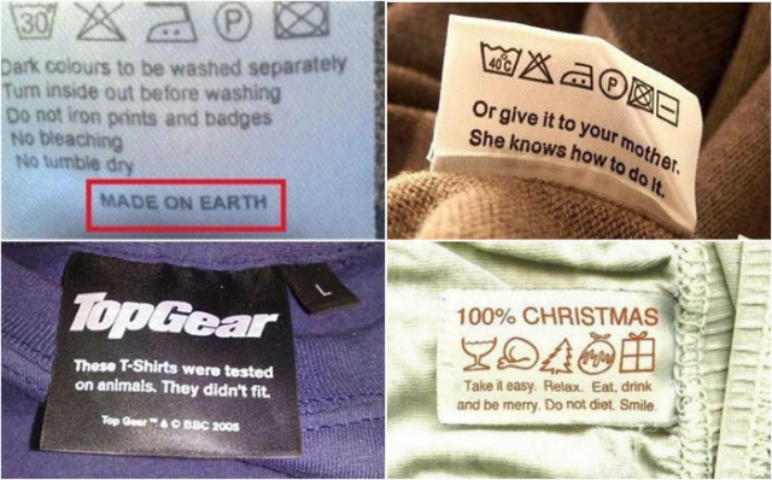 30
P
Dark colours to be washed separately
Turn inside out before washing
Do not iron prints and badges
No bleaching
No tumble dry
MADE ON EARTH
40°C
P
Or give it to your mother.
She knows how to do it.
TopGear
L
These T-Shirts were tested
on animals. They didn't fit.
Top Gear ™ & © BBC 2005
100% CHRISTMAS
Take it easy. Relax. Eat, drink
and be merry. Do not diet. Smile.